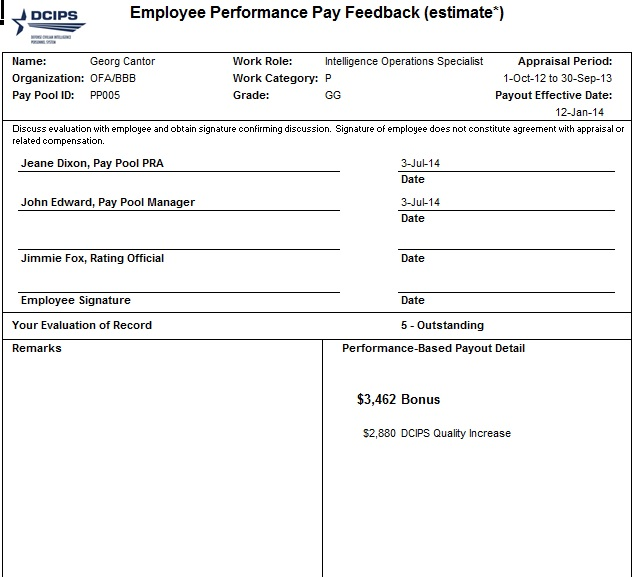 DCIPS
DEFENSE CIVILIAN INTELLIGENCE
PERSONNEL SYSTEM
Employee Performance Pay Feedback (estimate*)
Name: Georg Cantor Work Role: Intelligence Operations Specialist Appraisal Period:
Organization: OFA/BBB Work Category: P 1-Oct-12 to 30-Sep-13
Pay Pool ID: PP005 Grade: GG Payout Effective Date:
12-Jan-14
Discuss evaluation with employee and obtain signature confirming discussion. Signature of employee does not constitute agreement with appraisal or
related compensation.
Jeane Dixon, Pay Pool PRA 3-Jul-14
Date
John Edward, Pay Pool Manager 3-Jul-14
Date
Jimmie Fox, Rating Official Date
Employee Signature Date
Your Evaluation of Record 5 - Outstanding
Remarks Performance-Based Payout Detail
$3,462 Bonus
$2,880 DCIPS Quality Increase